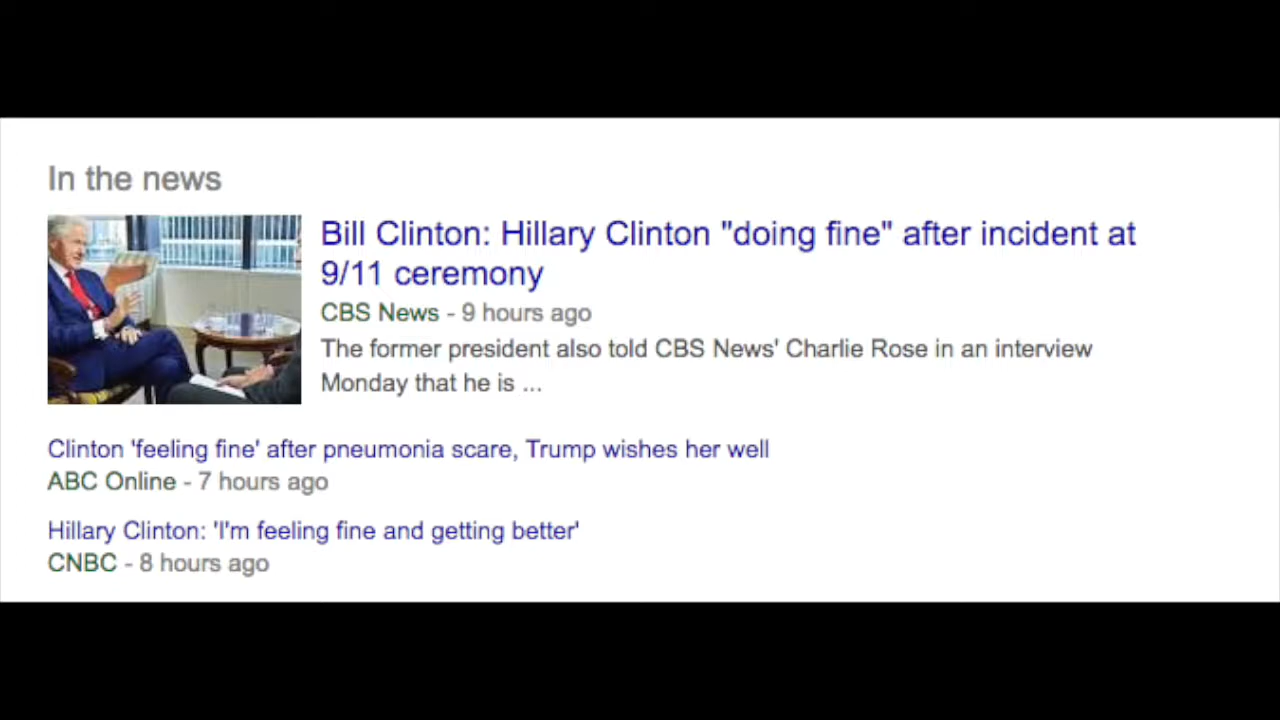 In the news
Bill Clinton: Hillary Clinton "doing fine" after incident at
9/11 ceremony
CBS News - 9 hours ago
The former president also told CBS News' Charlie Rose in an interview
Monday that he is ...
Clinton 'feeling fine' after pneumonia scare, Trump wishes her well
ABC Online - 7 hours ago
Hillary Clinton: 'I'm feeling fine and getting better'
CNBC - 8 hours ago